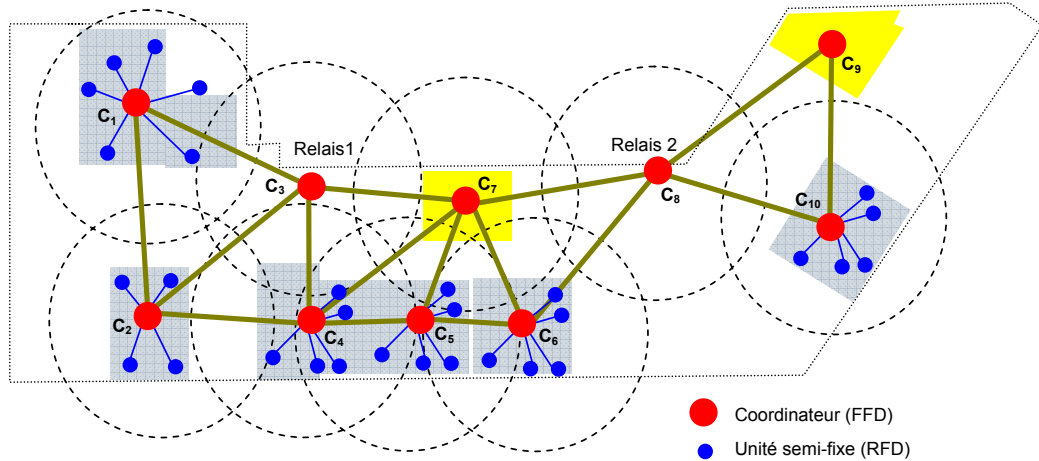 C9
C1
Relais1
Relais 2
C3
C7
C8
C10
C2
C4
C5
C6
Coordinateur (FFD)
Unité semi-fixe (RFD)